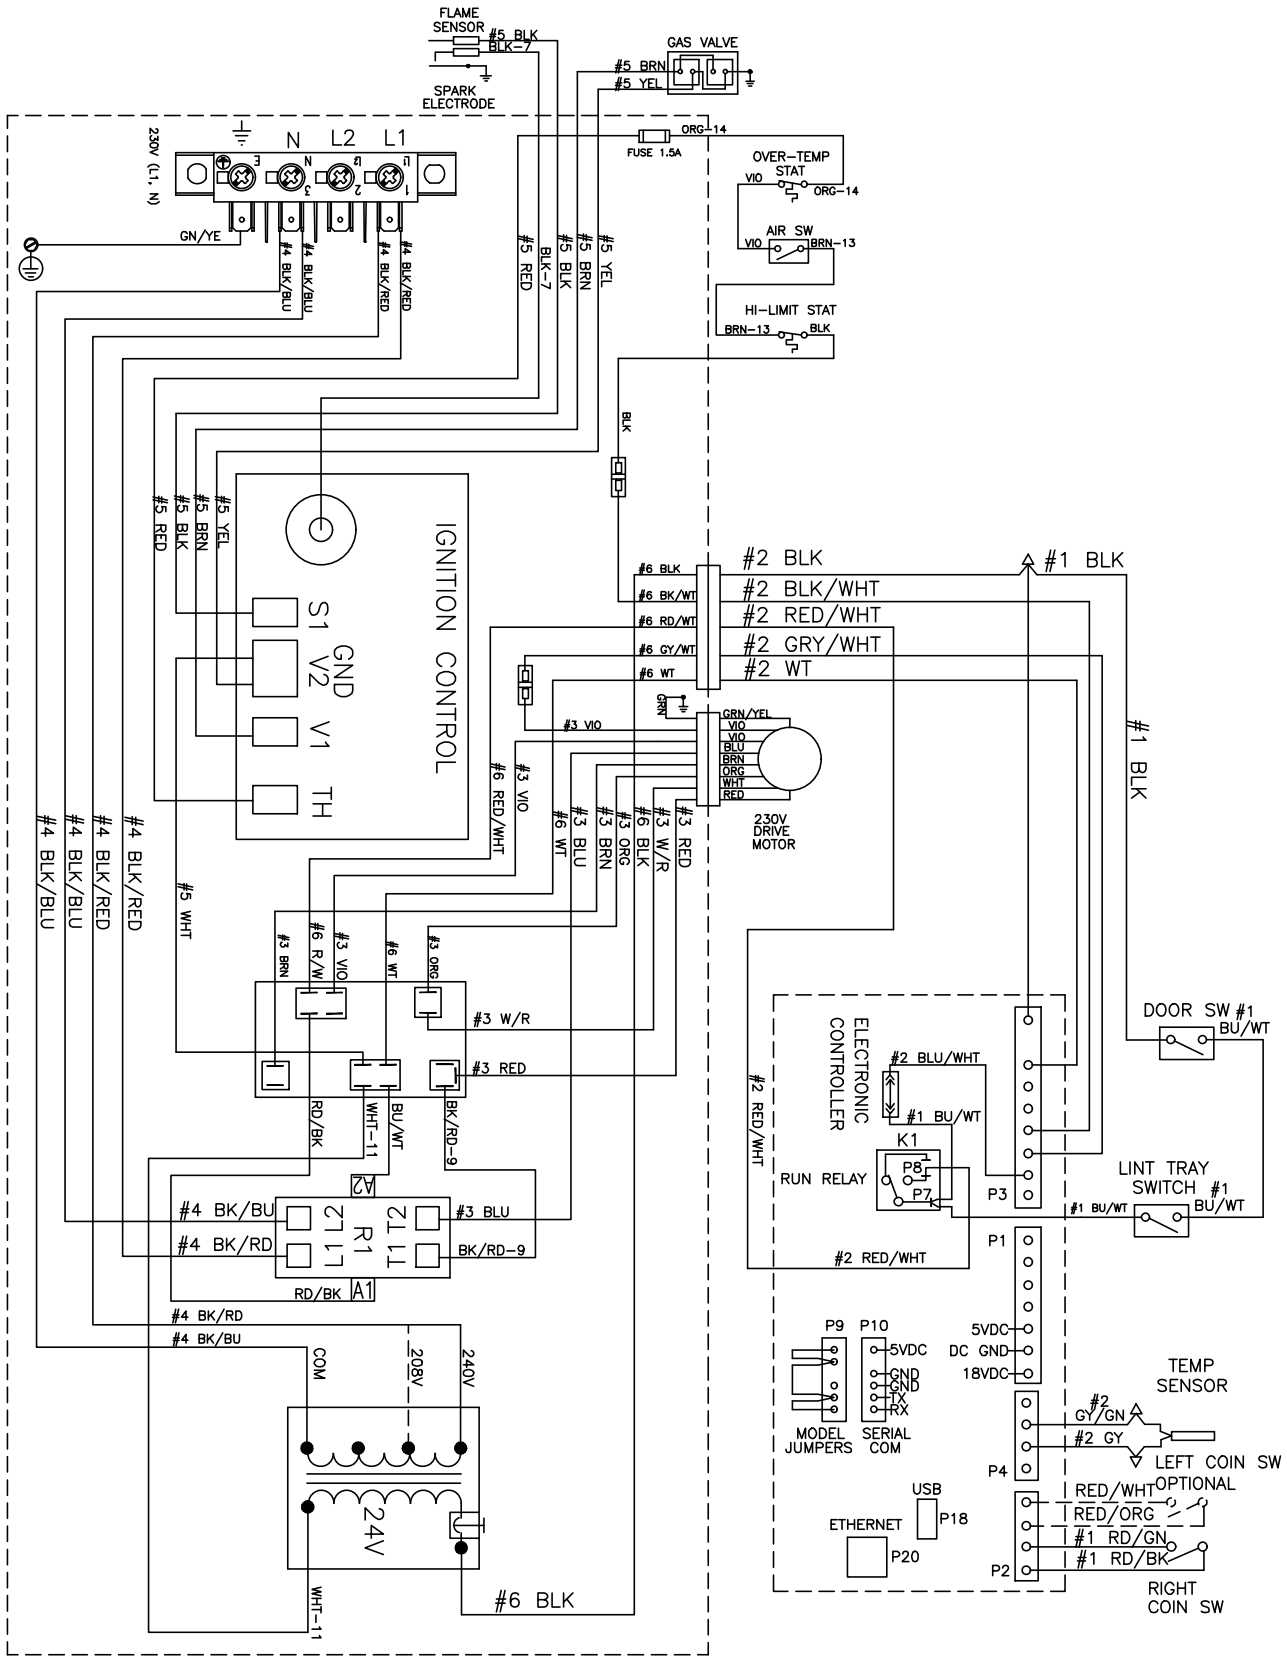 FLAME
SENSOR
#5 BLK
BLK-7
SPARK
ELECTRODE
GAS VALVE
#5 BRN
#5 YEL
230V (L1, N)
N
L2
L1
E
N
L2
L1
3
2
1
GN/YE
#4 BLK/BLU
#4 BLK/BLU
#4 BLK/RED
#4 BLK/RED
ORG-14
FUSE 1.5A
OVER-TEMP
STAT
VIO
ORG-14
AIR SW
VIO
BRN-13
HI-LIMIT STAT
BRN-13
BLK
#5 RED
BLK-7
#5 BLK
#5 BRN
#5 YEL
BLK
#5 RED
#5 BLK
#5 BRN
#5 YEL
IGNITION CONTROL
S1
GND
V2
V1
TH
#6 BLK
#6 BK/WT
#6 RD/WT
#6 GY/WT
#6 WT
#2 BLK
#2 BLK/WHT
#2 RED/WHT
#2 GRY/WHT
#2 WT
#1 BLK
#1 BLK
GRN
#3 VIO
GRN/YEL
VIO
VIO
BLU
BRN
ORG
WHT
RED
230V
DRIVE
MOTOR
#4 BLK/BLU
#4 BLK/BLU
#4 BLK/RED
#4 BLK/RED
#5 WHT
#6 RED/WHT
#3 VIO
#6 WT
#3 BLU
#3 BRN
#3 ORG
#6 BLK
#3 W/R
#3 RED
#3 BRN
#6 R/W
#3 VIO
#6 WT
#3 ORG
#3 W/R
#3 RED
RD/BK
WHT-11
BU/WT
BK/RD-9
A2
#4 BK/BU
L2
T2
#3 BLU
R1
#4 BK/RD
L1
T1
BK/RD-9
RD/BK
A1
#4 BK/RD
#4 BK/BU
COM
208V
240V
24V
WHT-11
#6 BLK
ELECTRONIC
CONTROLLER
#2 BLU/WHT
#1 BU/WT
K1
P8
P7
RUN RELAY
#2 RED/WHT
#2 RED/WHT
P3
DOOR SW #1
BU/WT
LINT TRAY
SWITCH #1
#1 BU/WT
BU/WT
P1
5VDC
DC GND
18VDC
P9
P10
5VDC
GND
GND
TX
RX
MODEL
JUMPERS
SERIAL
COM
TEMP
SENSOR
#2
GY/GN
#2 GY
P4
LEFT COIN SW
OPTIONAL
RED/WHT
RED/ORG
#1 RD/GN
#1 RD/BK
P2
RIGHT
COIN SW
USB
P18
ETHERNET
P20